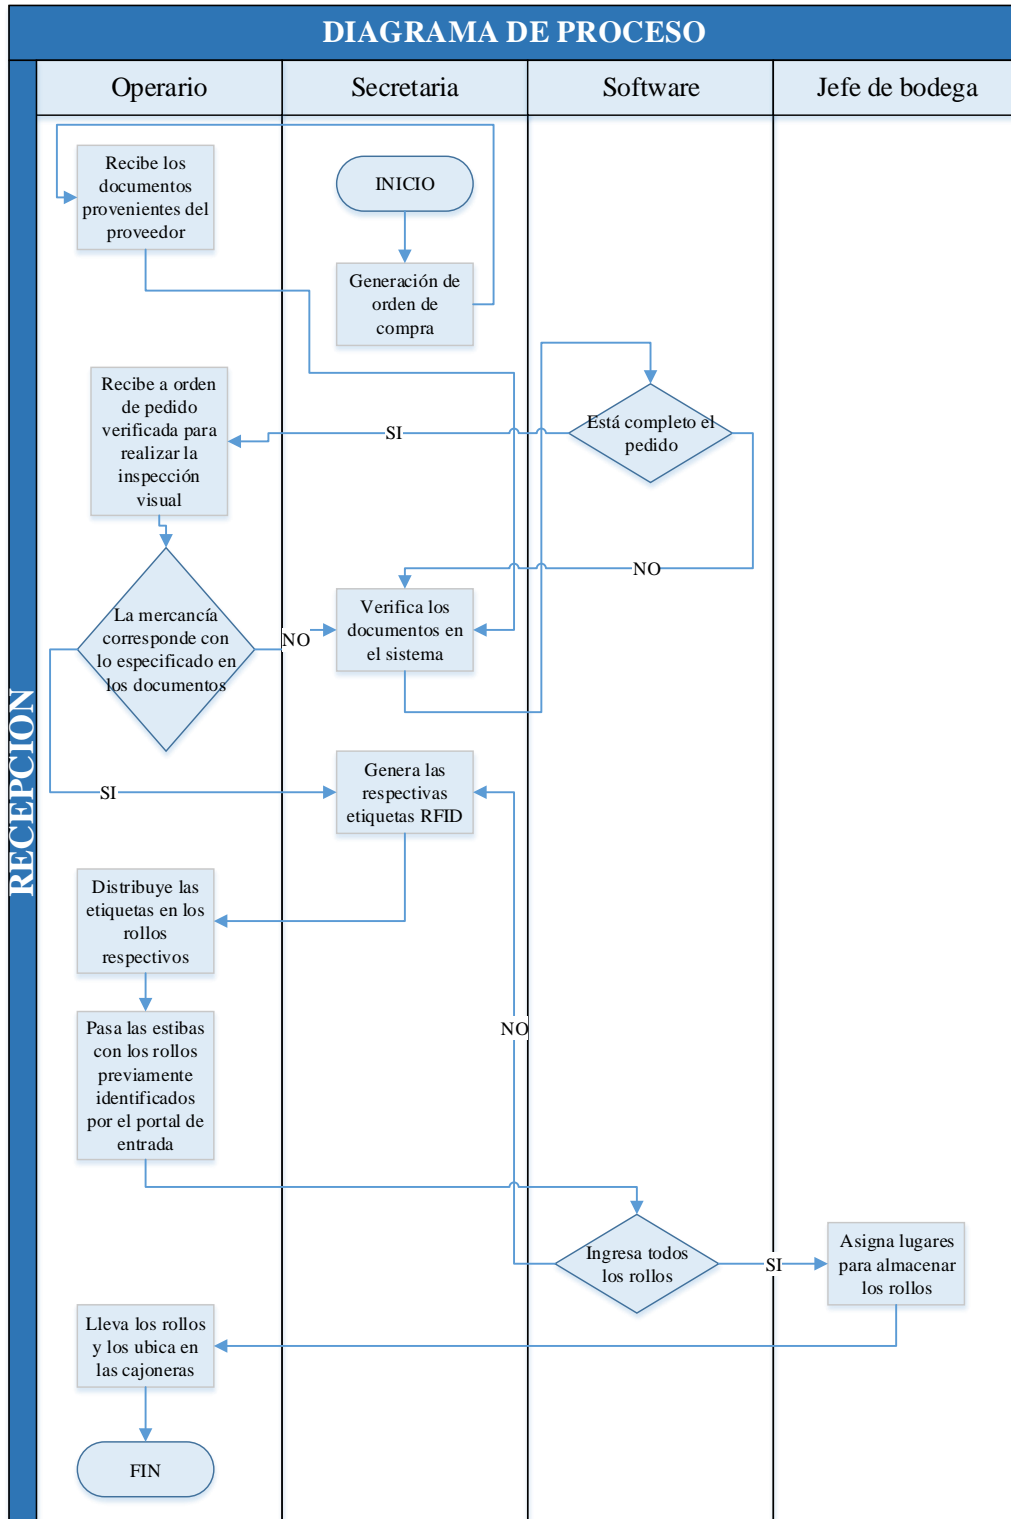 DIAGRAMA DE PROCESO
Operario
Secretaria
Software
Jefe de bodega
RECEPCION
Recibe los
documentos
provenientes del
proveedor
INICIO
Generación de
orden de
compra
Recibe a orden
de pedido
verificada para
realizar la
inspección
visual
SI
Está completo el
pedido
NO
La mercancía
corresponde con
lo especificado en
los documentos
NO
Verifica los
documentos en
el sistema
SI
Genera las
respectivas
etiquetas RFID
Distribuye las
etiquetas en los
rollos
respectivos
Pasa las estibas
con los rollos
previamente
identificados
por el portal de
entrada
NO
Ingresa todos
los rollos
SI
Asigna lugares
para almacenar
los rollos
Lleva los rollos
y los ubica en
las cajoneras
FIN